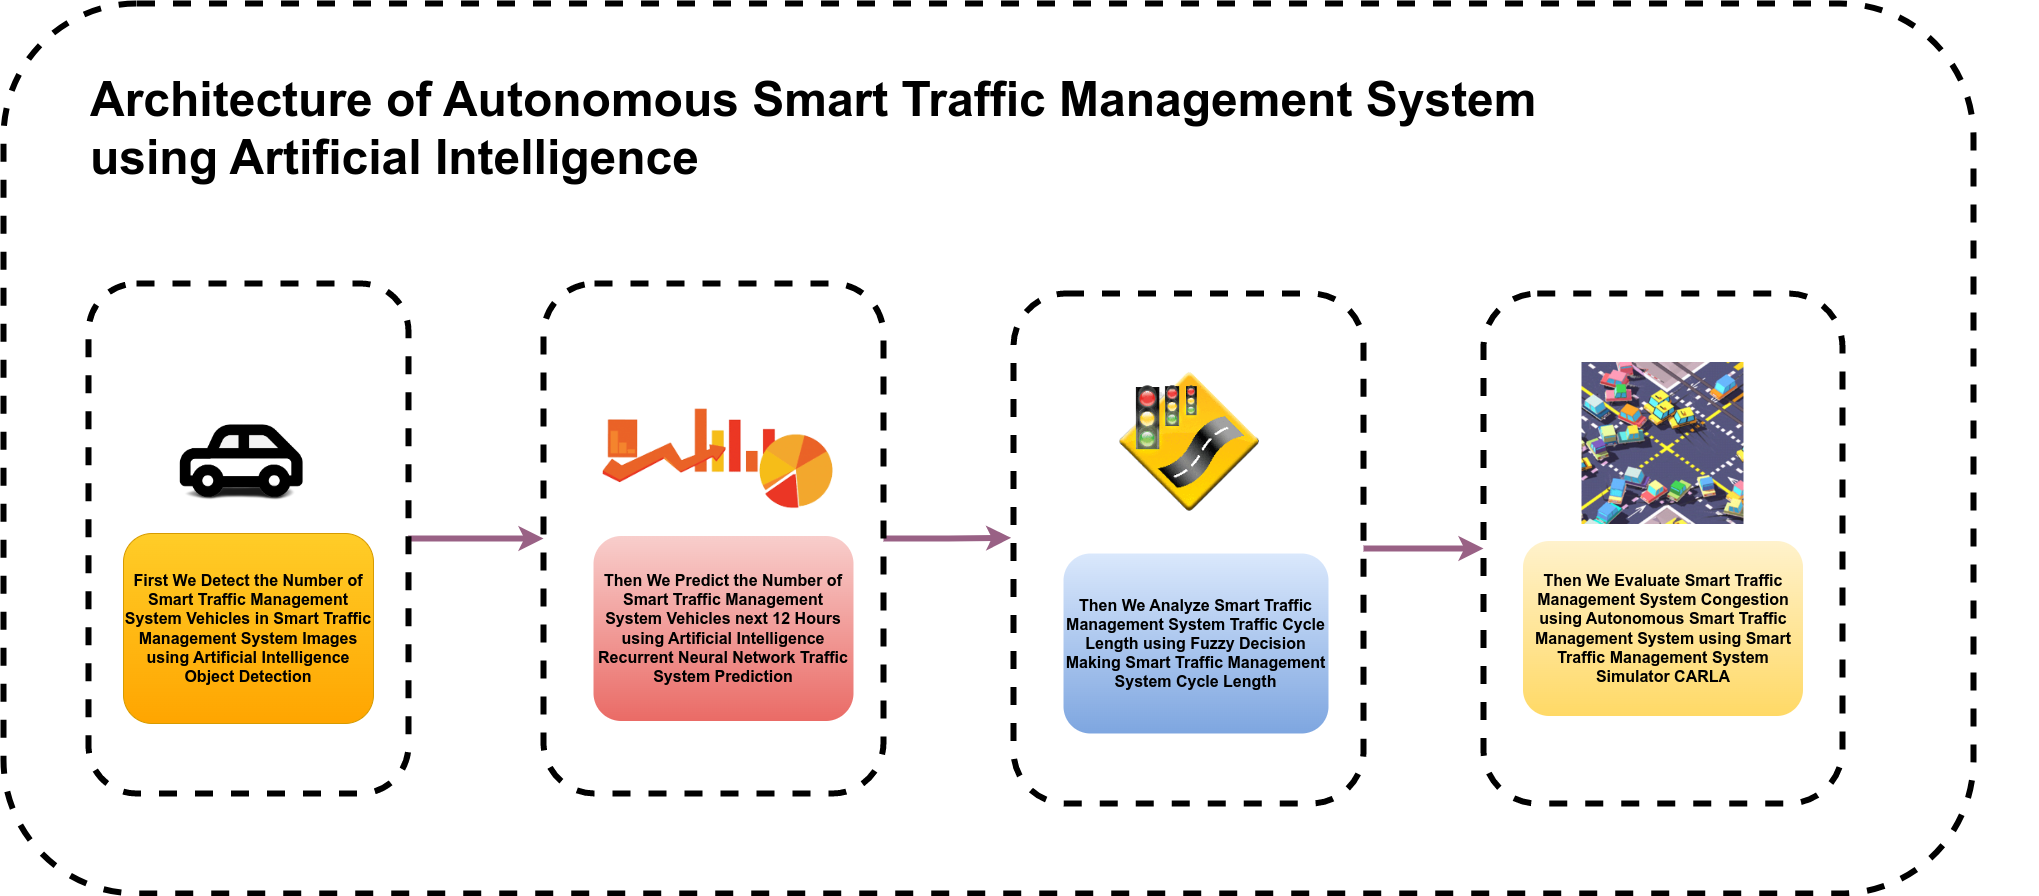 Architecture of Autonomous Smart Traffic Management System
using Artificial Intelligence
First We Detect the Number of
Smart Traffic Management
System Vehicles in Smart Traffic
Management System Images
using Artificial Intelligence
Object Detection
Then We Predict the Number of
Smart Traffic Management
System Vehicles next 12 Hours
using Artificial Intelligence
Recurrent Neural Network Traffic
System Prediction
Then We Analyze Smart Traffic
Management System Traffic Cycle
Length using Fuzzy Decision
Making Smart Traffic Management
System Cycle Length
Then We Evaluate Smart Traffic
Management System Congestion
using Autonomous Smart Traffic
Management System using Smart
Traffic Management System
Simulator CARLA